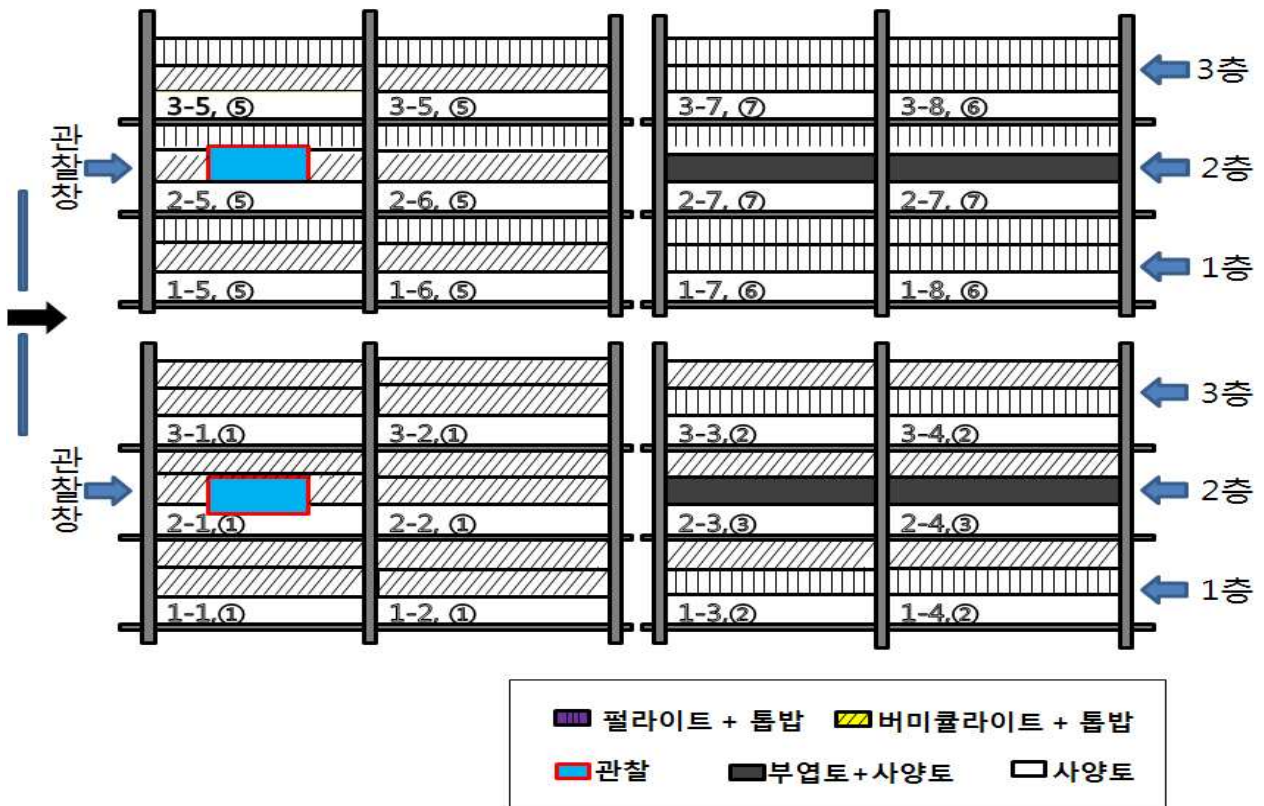 3-5, ⑤
3-5, ⑤
3-7, ⑦
3-8, ⑥
3층
관찰창
2-5, ⑤
2-6, ⑤
2-7, ⑦
2-7, ⑦
2층
1-5, ⑤
1-6, ⑤
1-7, ⑥
1-8, ⑥
1층
3-1,①
3-2,①
3-3,②
3-4,②
3층
관찰창
2-1,①
2-2, ①
2-3,③
2-4,③
2층
1-1,①
1-2, ①
1-3,②
1-4,②
1층
펄라이트 + 톱밥
버미큘라이트 + 톱밥
관찰
부엽토+사양토
사양토